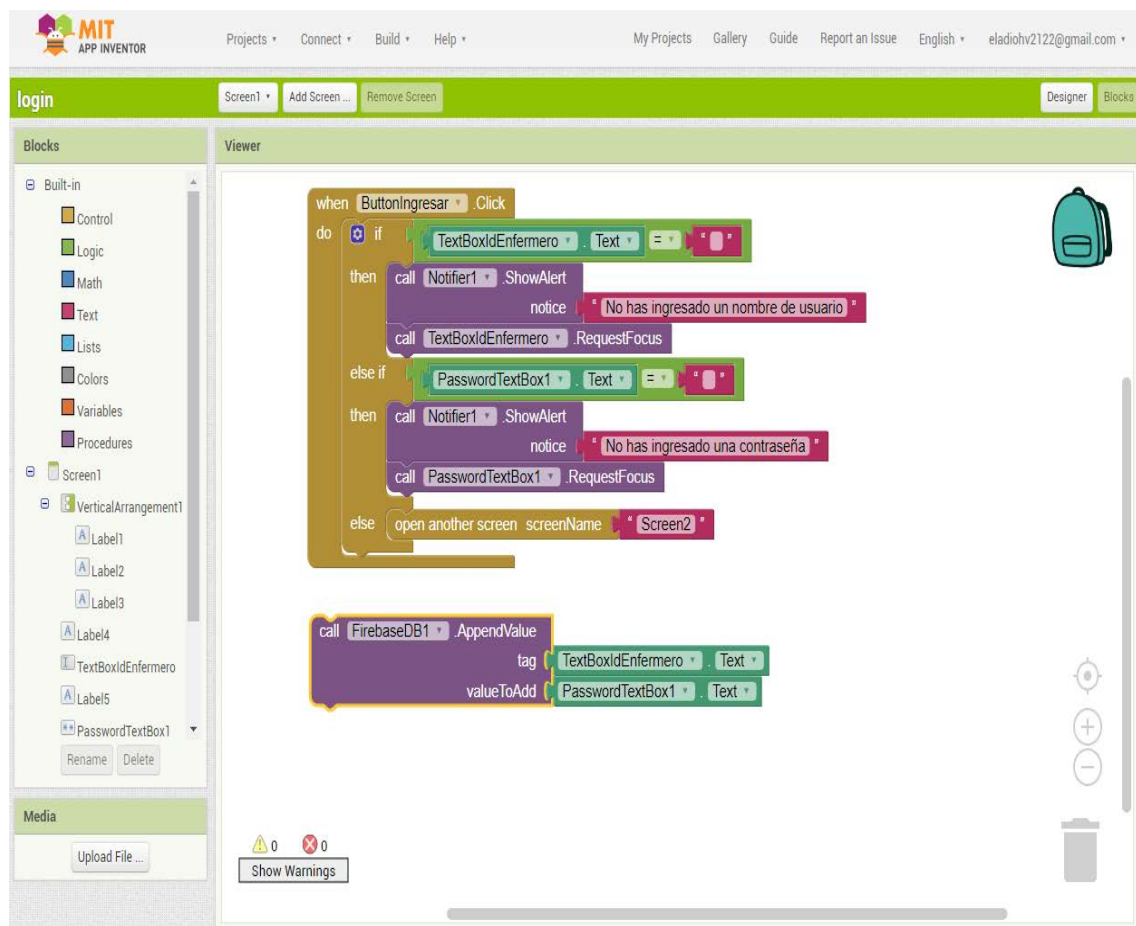 MIT
APP INVENTOR
Projects Connect Build Help My Projects Gallery Guide Report an Issue English eladiohv2122@gmail.com
login Screen1 Add Screen ... Remove Screen Designer Blocks
Blocks
Viewer
Built-in
Control
Logic
Math
Text
Lists
Colors
Variables
Procedures
Screen1
VerticalArrangement1
Label1
Label2
Label3
Label4
TextBoxIdEnfermero
Label5
PasswordTextBox1
Rename Delete
Media
Upload File ...
when ButtonIngresar .Click
do if TextBoxIdEnfermero . Text = " "
then call Notifier1 .ShowAlert
notice " No has ingresado un nombre de usuario "
call TextBoxIdEnfermero .RequestFocus
else if PasswordTextBox1 . Text = " "
then call Notifier1 .ShowAlert
notice " No has ingresado una contraseña "
call PasswordTextBox1 .RequestFocus
else open another screen screenName " Screen2 "
call FirebaseDB1 .AppendValue
tag TextBoxIdEnfermero . Text
valueToAdd PasswordTextBox1 . Text
0 0
Show Warnings